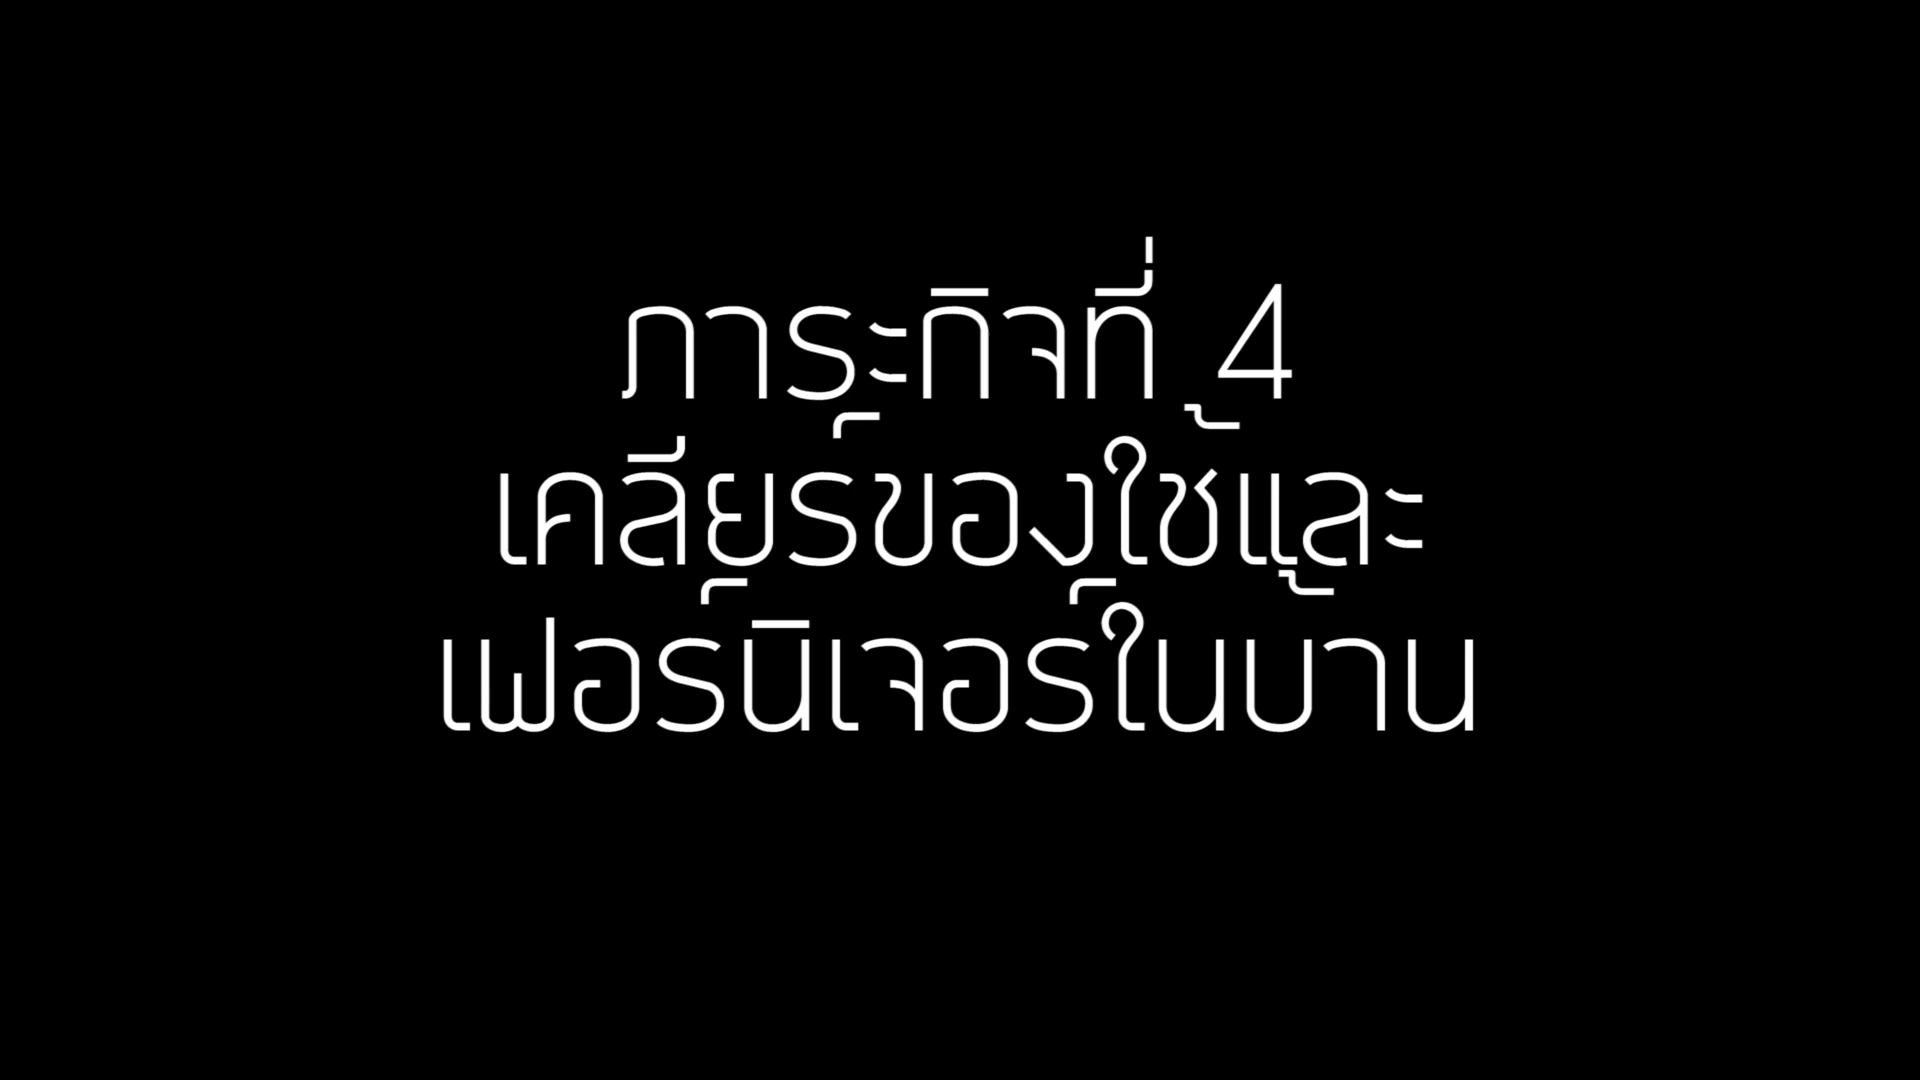 ภาระกิจที่ 4
เคลียร์ของใช้และ
เฟอร์นิเจอร์ในบ้าน